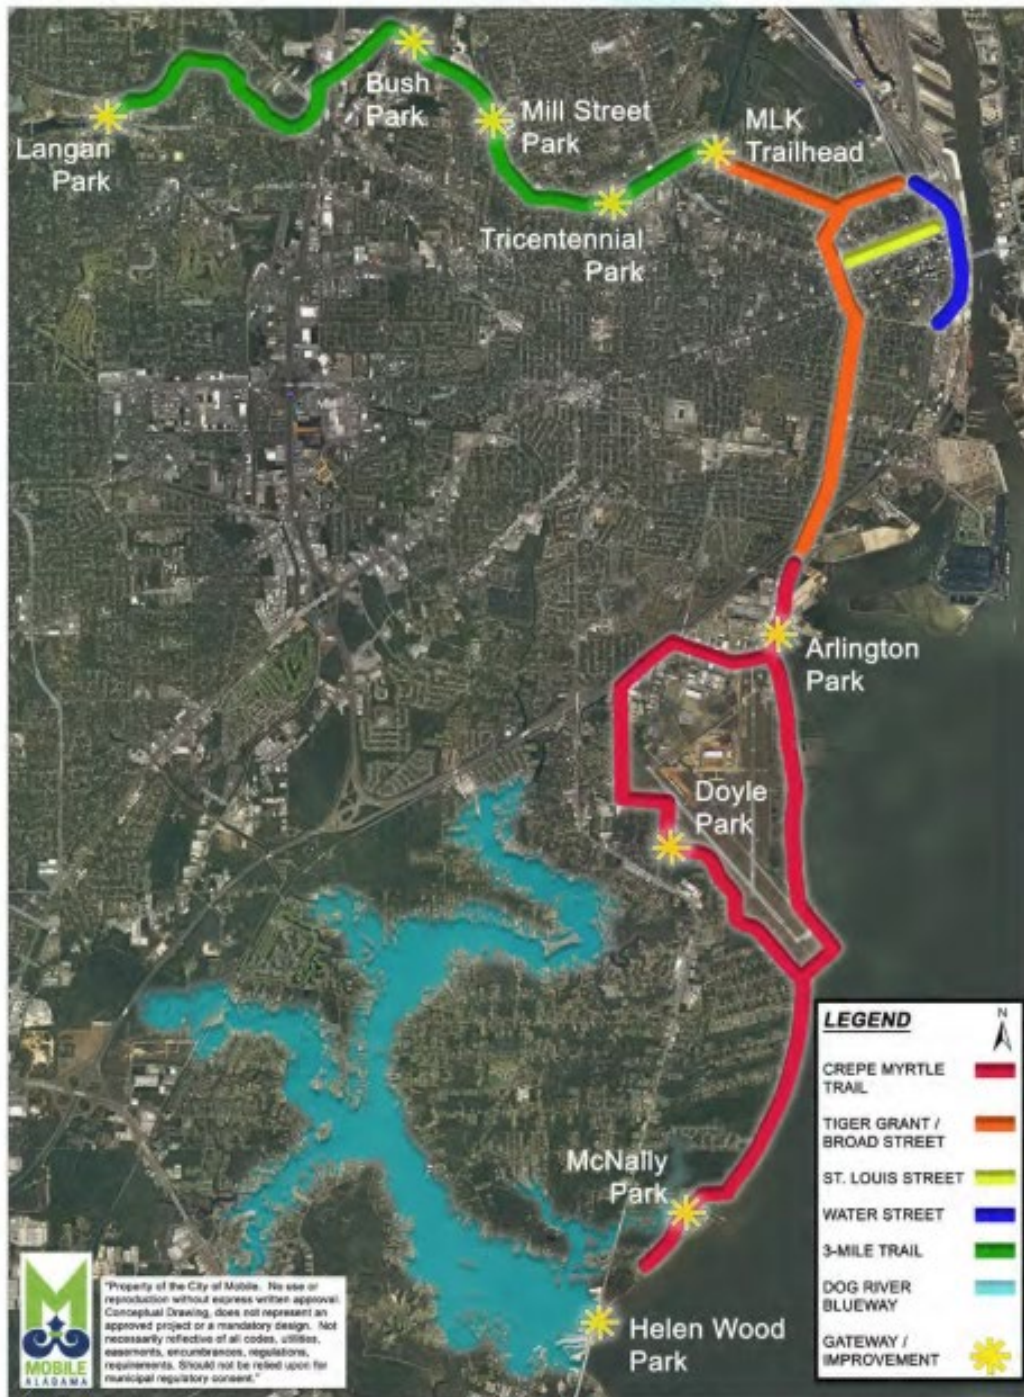 Bush
Park
Mill Street
Park
MLK
Trailhead
Langan
Park
Tricentennial
Park
Arlington
Park
Doyle
Park
McNally
Park
Helen Wood
Park
LEGEND
N
CREPE MYRTLE
TRAIL
TIGER GRANT /
BROAD STREET
ST. LOUIS STREET
WATER STREET
3-MILE TRAIL
DOG RIVER
BLUEWAY
GATEWAY /
IMPROVEMENT
MOBILE
ALABAMA
"Property of the City of Mobile. No use or
reproduction without express written approval.
Conceptual Drawing, does not represent an
approved project or a mandatory design. Not
necessarily reflective of all codes, utilities,
easements, encumbrances, regulations,
requirements. Should not be relied upon for
municipal regulatory consent."